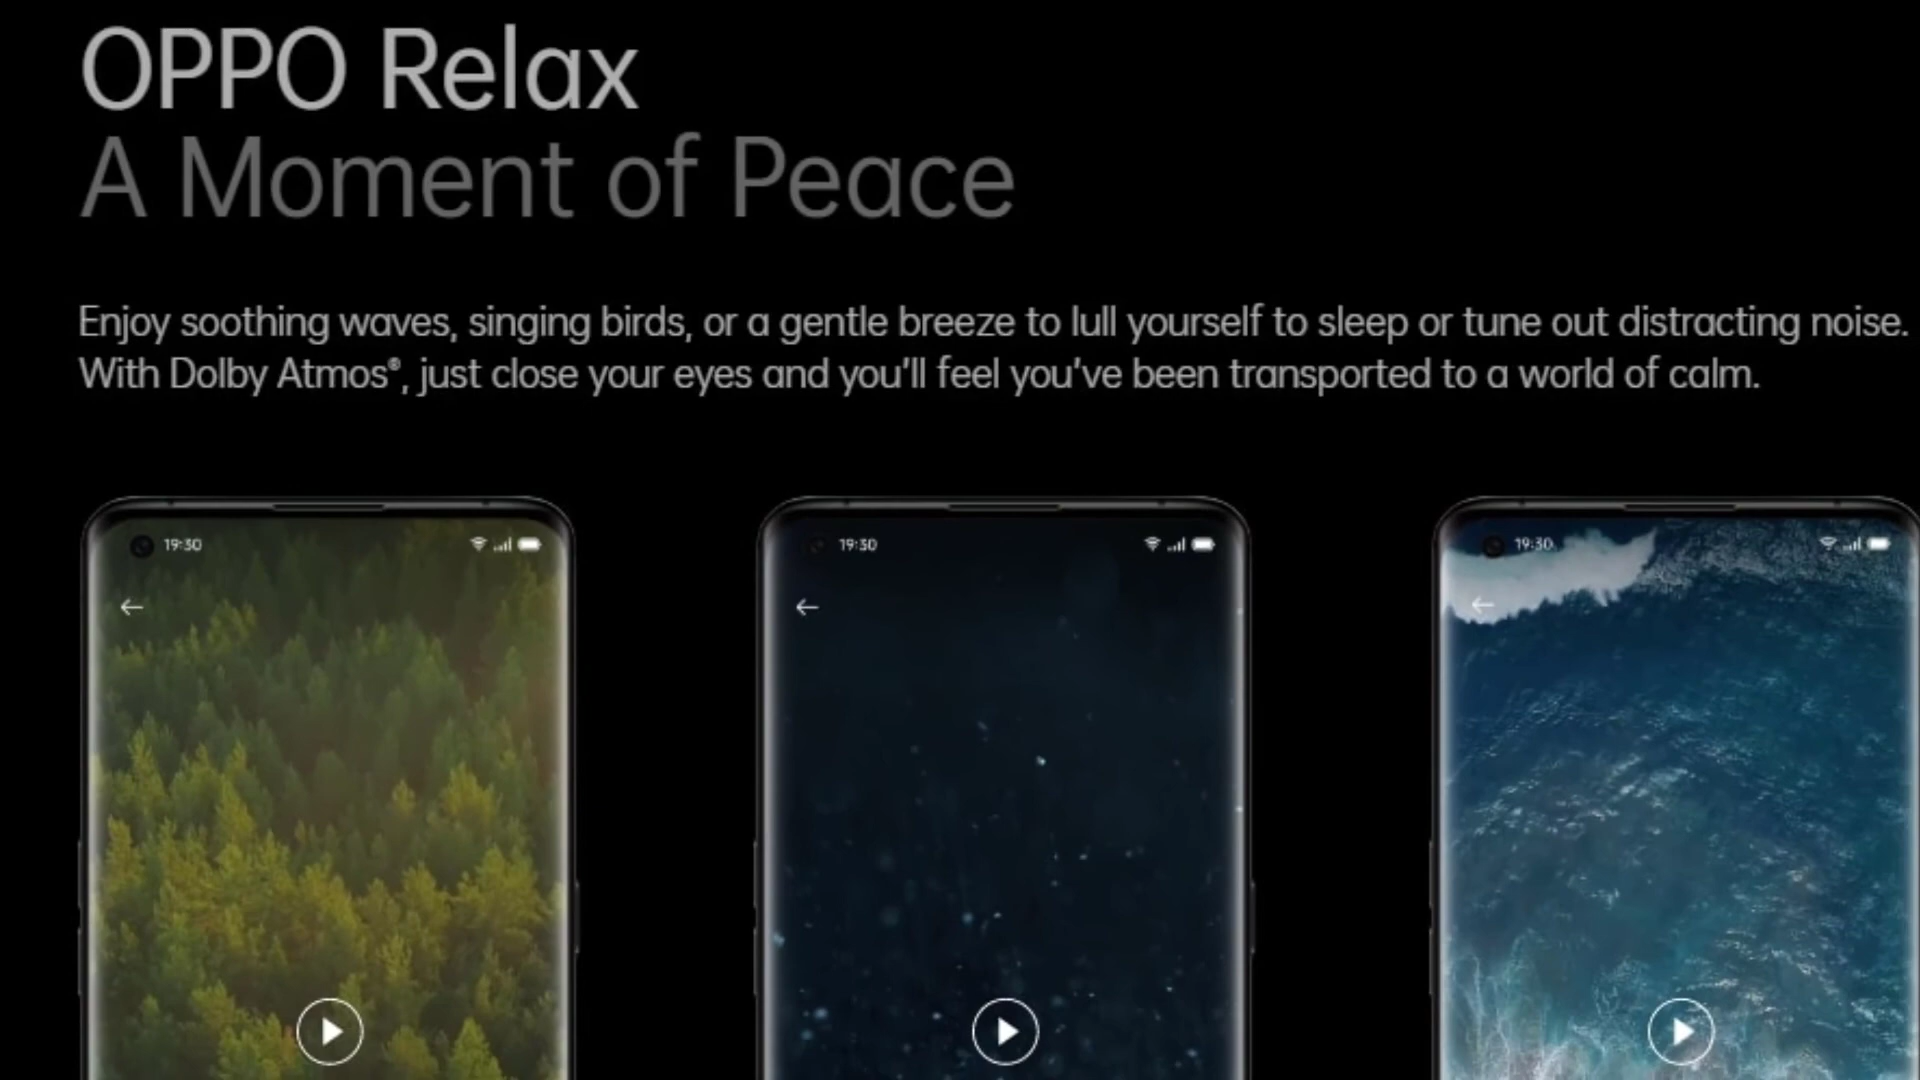 OPPO Relax
A Moment of Peace
Enjoy soothing waves, singing birds, or a gentle breeze to lull yourself to sleep or tune out distracting noise.
With Dolby Atmos®, just close your eyes and you'll feel you've been transported to a world of calm.
19:30
19:30
19:30